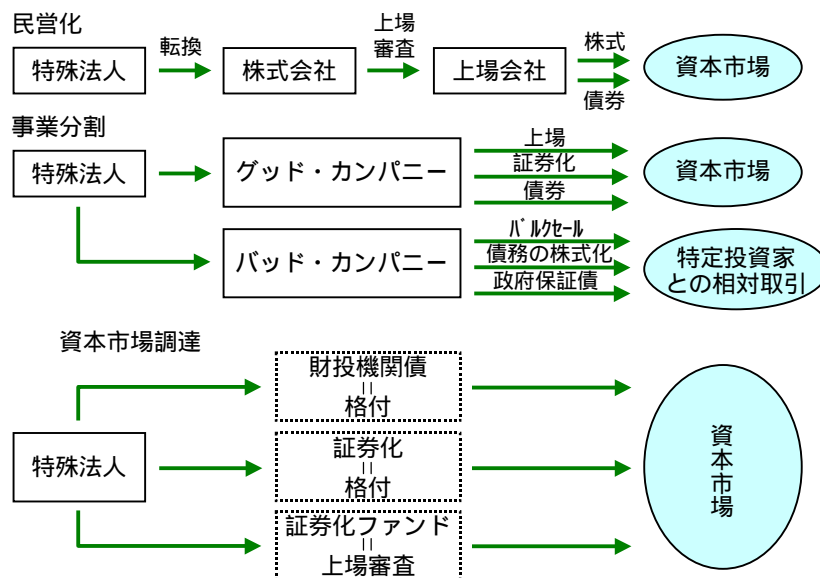 民営化
特殊法人
転換
株式会社
上場
審査
上場会社
株式
債券
資本市場
事業分割
特殊法人
グッド・カンパニー
上場
証券化
債券
資本市場
バッド・カンパニー
バルクセール
債務の株式化
政府保証債
特定投資家
との相対取引
資本市場調達
特殊法人
財投機関債
=
格付
証券化
=
格付
証券化ファンド
=
上場審査
資本市場